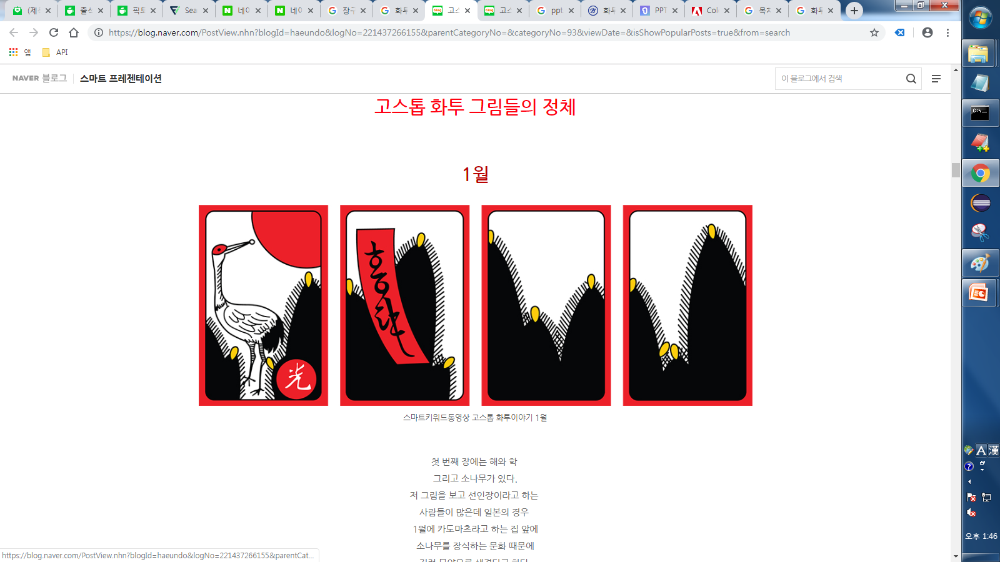 (제목
출석
픽토
Sea
네이
네이
장구
화투
고스
고스
ppt
화투
PPT
Col
목차
화투
https://blog.naver.com/PostView.nhn?blogId=haeundo&logNo=221437266155&parentCategoryNo=&categoryNo=93&viewDate=&isShowPopularPosts=true&from=search
앱
API
NAVER 블로그
스마트 프레젠테이션
이 블로그에서 검색
고스톱 화투 그림들의 정체
1월
홍단
光
스마트키워드동영상 고스톱 화투이야기 1월
첫 번째 장에는 해와 학
그리고 소나무가 있다.
저 그림을 보고 선인장이라고 하는
사람들이 많은데 일본의 경우
1월에 카도마츠라고 하는 집 앞에
소나무를 장식하는 문화 때문에
https://blog.naver.com/PostView.nhn?blogId=haeundo&logNo=221437266155&parentCat...
C:\
A 漢
오후 1:46